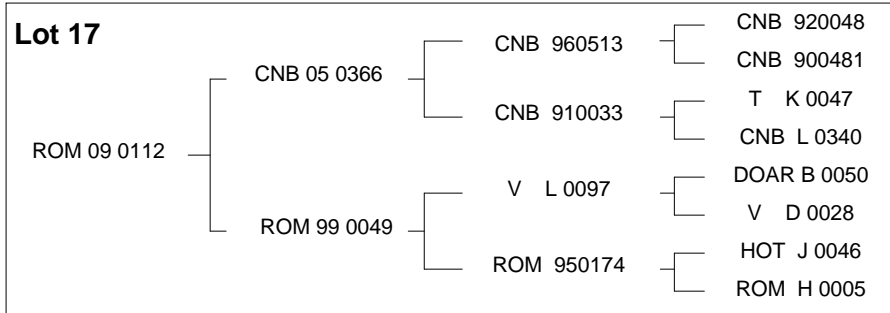 Lot 17
CNB 920048
CNB 960513
CNB 900481
CNB 05 0366
T K 0047
CNB 910033
CNB L 0340
ROM 09 0112
DOAR B 0050
V L 0097
V D 0028
ROM 99 0049
HOT J 0046
ROM 950174
ROM H 0005